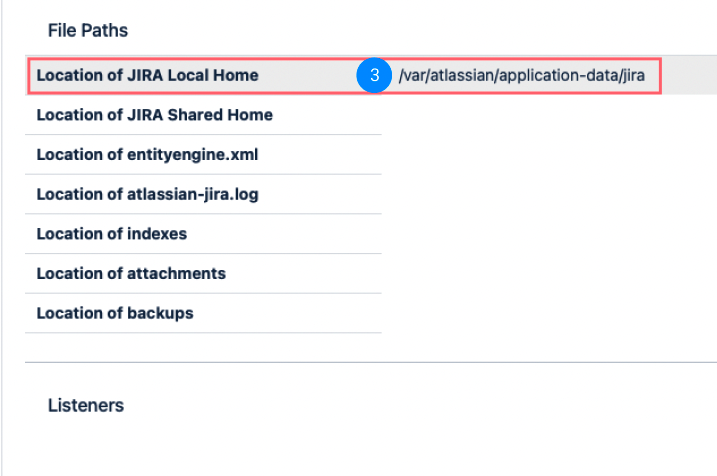 File Paths
Location of JIRA Local Home 3 /var/atlassian/application-data/jira
Location of JIRA Shared Home
Location of entityengine.xml
Location of atlassian-jira.log
Location of indexes
Location of attachments
Location of backups
Listeners